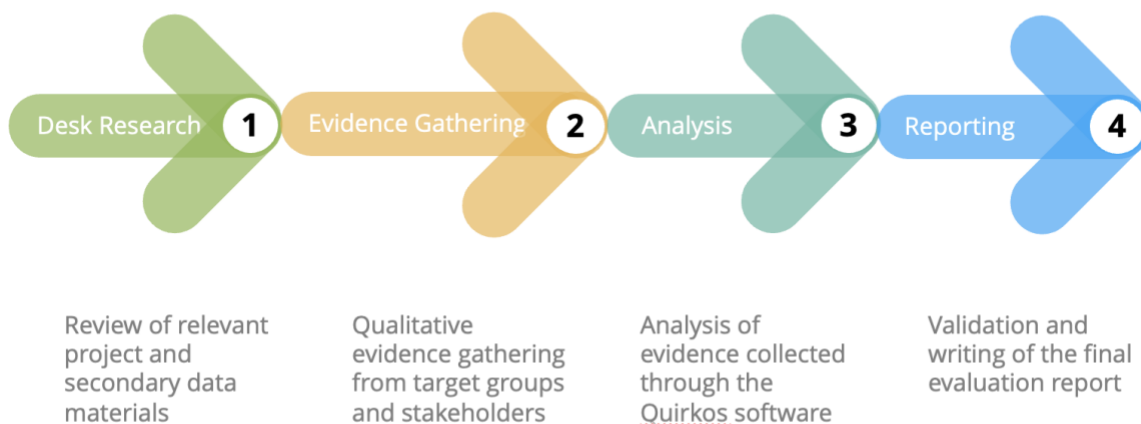 Desk Research 1
Evidence Gathering 2
Analysis 3
Reporting 4
Review of relevant
project and
secondary data
materials
Qualitative
evidence gathering
from target groups
and stakeholders
Analysis of
evidence collected
through the
Quirkos software
Validation and
writing of the final
evaluation report